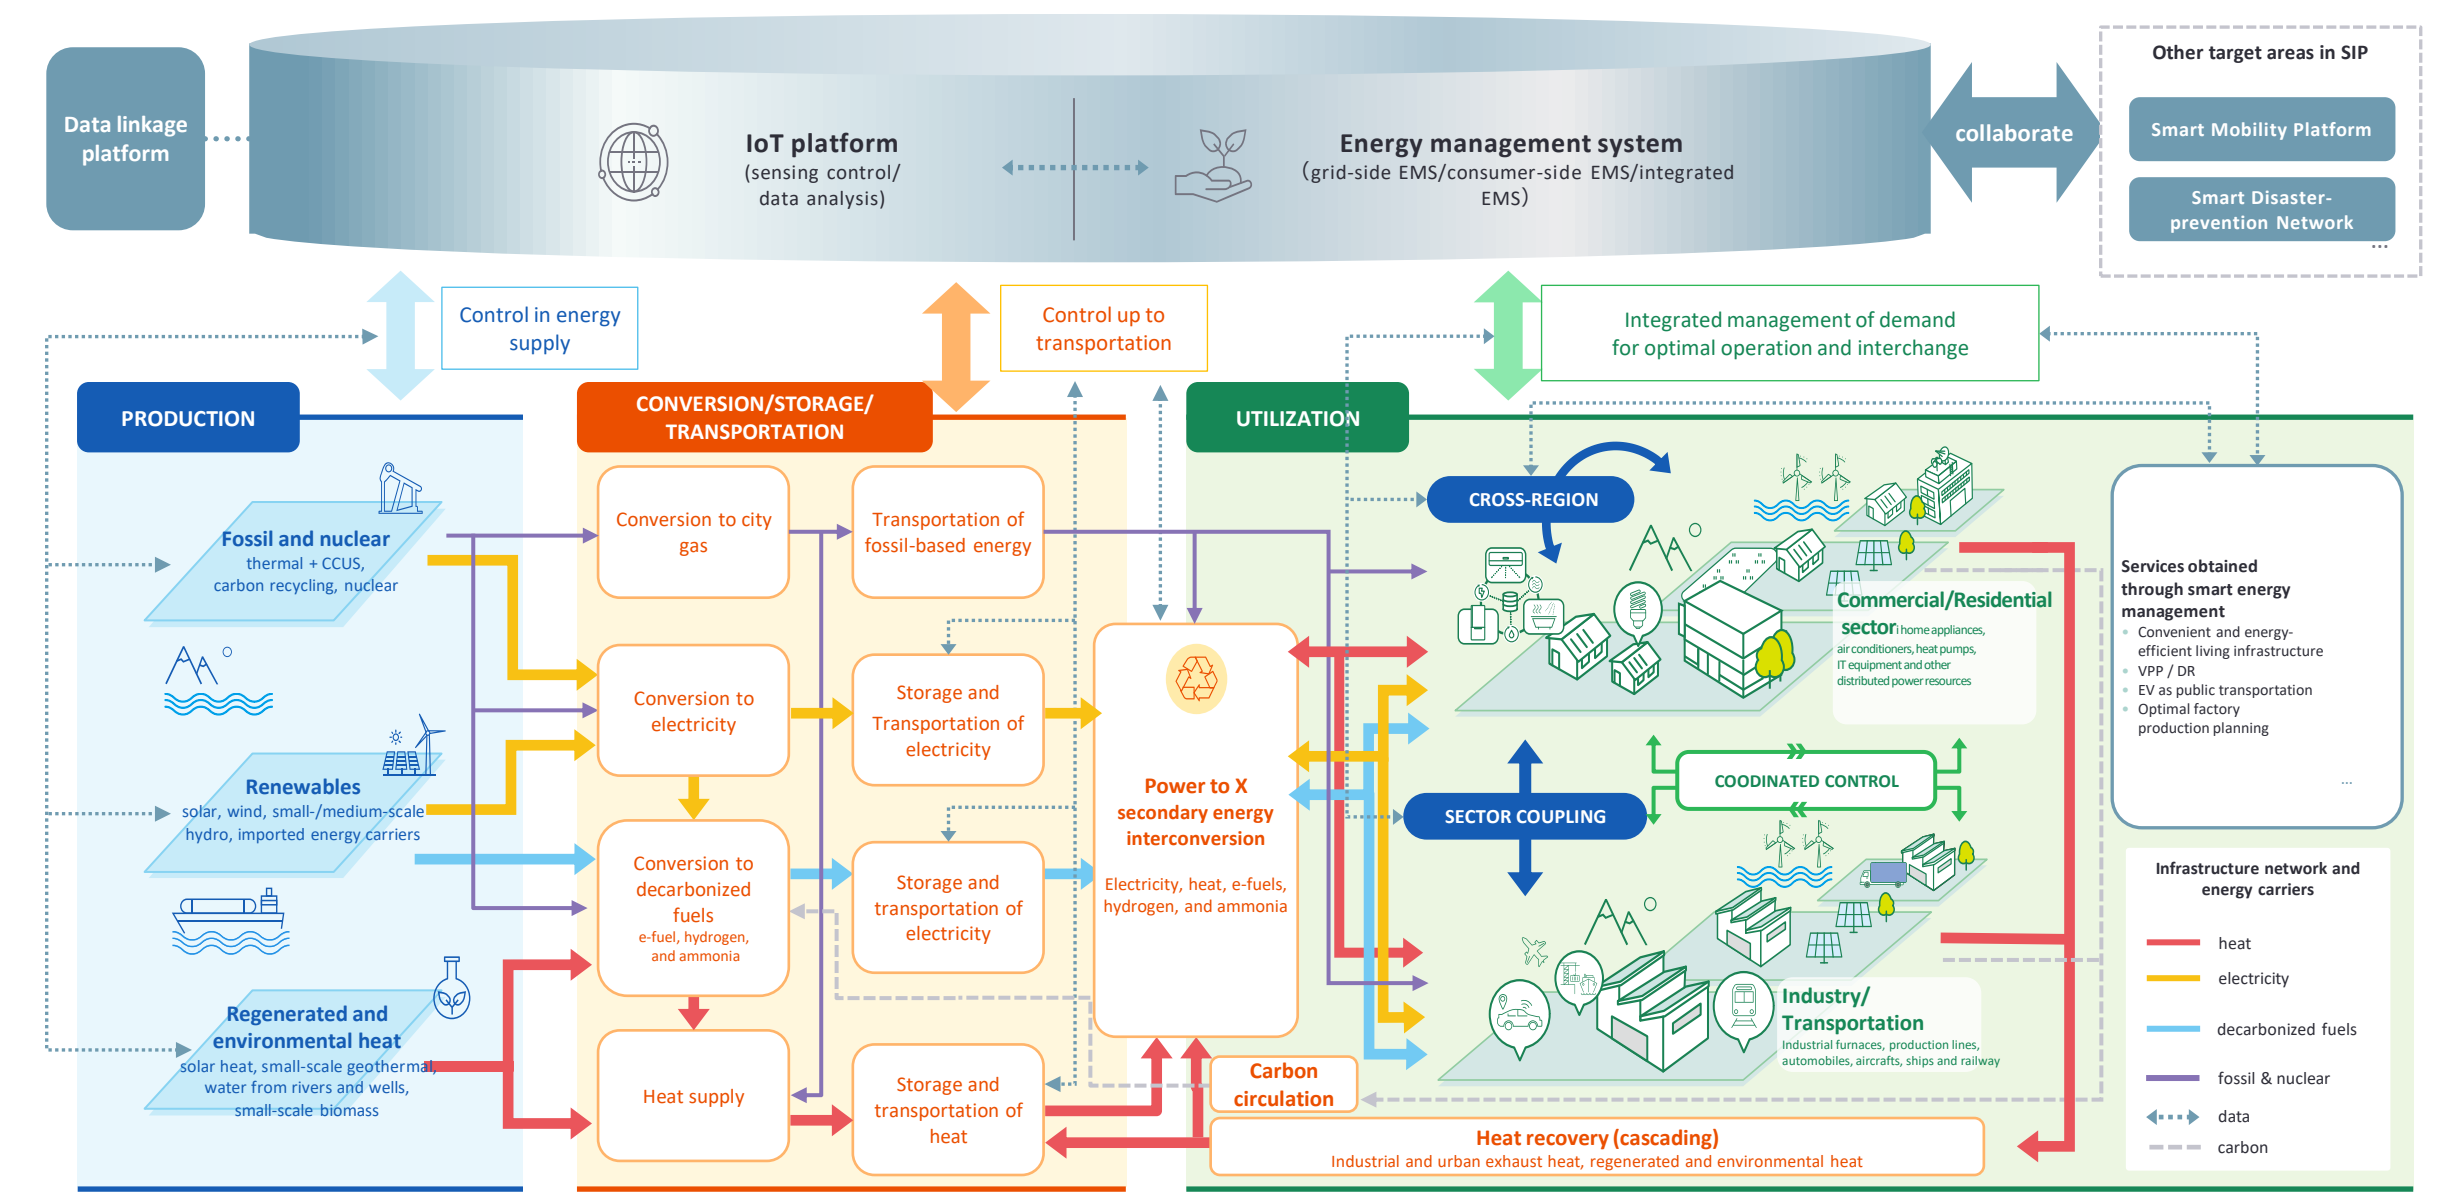 Data linkage
platform
IoT platform
(sensing control/
data analysis)
Energy management system
(grid-side EMS/consumer-side EMS/integrated
EMS)
collaborate
Other target areas in SIP
Smart Mobility Platform
Smart Disaster-
prevention Network
...
Control in energy
supply
Control up to
transportation
Integrated management of demand
for optimal operation and interchange
PRODUCTION
Fossil and nuclear
thermal + CCUS,
carbon recycling, nuclear
Renewables
solar, wind, small-/medium-scale
hydro, imported energy carriers
Regenerated and
environmental heat
solar heat, small-scale geothermal,
water from rivers and wells,
small-scale biomass
CONVERSION/STORAGE/
TRANSPORTATION
Conversion to city
gas
Transportation of
fossil-based energy
Conversion to
electricity
Storage and
Transportation of
electricity
Conversion to
decarbonized
fuels
e-fuel, hydrogen,
and ammonia
Storage and
transportation of
electricity
Heat supply
Storage and
transportation of
heat
Power to X
secondary energy
interconversion
Electricity, heat, e-fuels,
hydrogen, and ammonia
Carbon
circulation
Heat recovery (cascading)
Industrial and urban exhaust heat, regenerated and environmental heat
UTILIZATION
CROSS-REGION
Commercial/Residential
sector i home appliances,
air conditioners, heat pumps,
IT equipment and other
distributed power resources
SECTOR COUPLING
COODINATED CONTROL
Industry/
Transportation
Industrial furnaces, production lines,
automobiles, aircrafts, ships and railway
Services obtained
through smart energy
management
• Convenient and energy-
efficient living infrastructure
• VPP / DR
• EV as public transportation
• Optimal factory
production planning
...
Infrastructure network and
energy carriers
heat
electricity
decarbonized fuels
fossil & nuclear
data
carbon